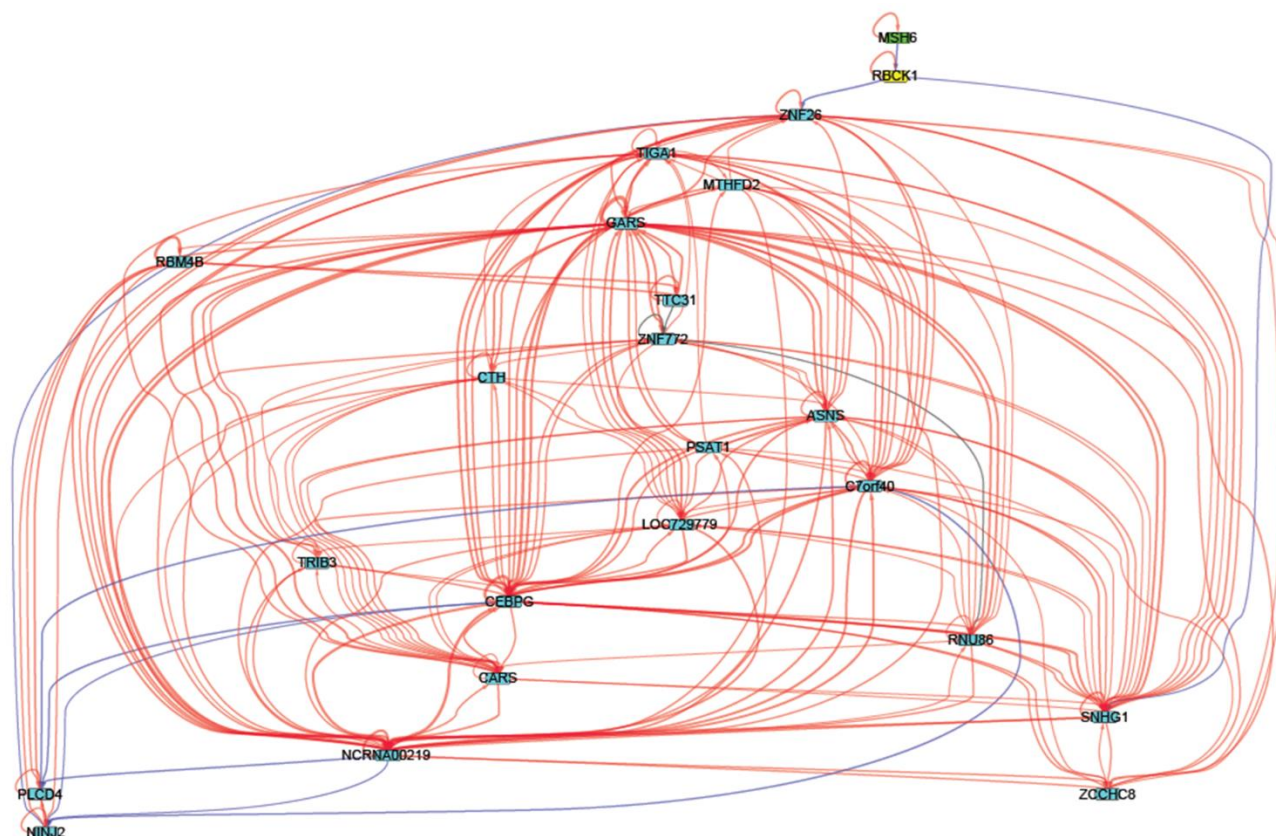 MSH6
RBCK1
ZNF26
TIGA1
MTHFD2
GARS
RBM4B
TTC31
ZNF772
CTH
ASNS
PSAT1
C7orf40
LOC729779
TRIB3
CEBPG
RNU86
CARS
SNHG1
NCRNA00219
PLCD4
ZCCHC8
NINJ2